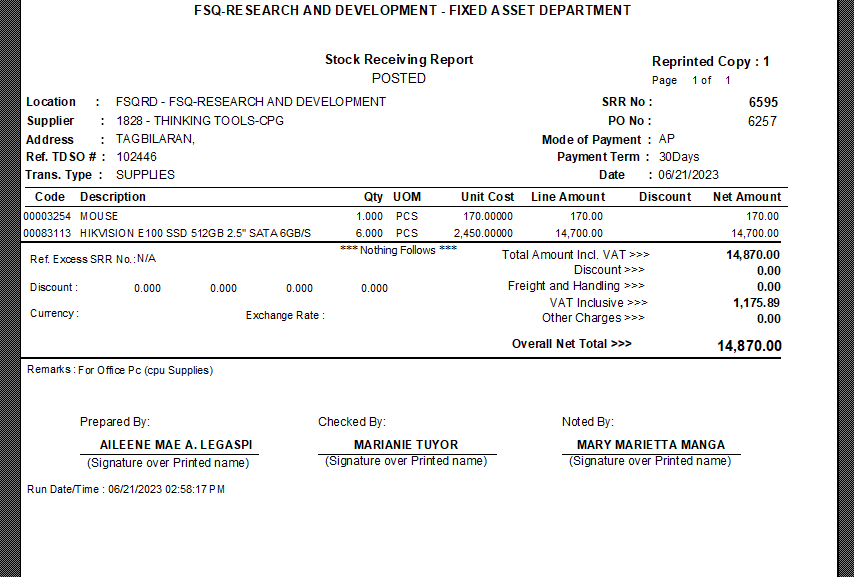 FSQ-RESEARCH AND DEVELOPMENT - FIXED ASSET DEPARTMENT
Stock Receiving Report
Reprinted Copy : 1
POSTED
Page 1 of 1
Location : FSQRD - FSQ-RESEARCH AND DEVELOPMENT SRR No : 6595
Supplier : 1828 - THINKING TOOLS-CPG PO No : 6257
Address : TAGBILARAN, Mode of Payment : AP
Ref. TDSO # : 102446 Payment Term : 30Days
Trans. Type : SUPPLIES Date : 06/21/2023
Code Description Qty UOM Unit Cost Line Amount Discount Net Amount
00003254 MOUSE 1.000 PCS 170.00000 170.00 170.00
00083113 HIKVISION E100 SSD 512GB 2.5" SATA 6GB/S 6.000 PCS 2,450.00000 14,700.00 14,700.00
*** Nothing Follows ***
Ref. Excess SRR No.: N/A Total Amount Incl. VAT >>> 14,870.00
Discount >>> 0.00
Discount : 0.000 0.000 0.000 0.000 Freight and Handling >>> 0.00
VAT Inclusive >>> 1,175.89
Currency : Exchange Rate : Other Charges >>> 0.00
Overall Net Total >>> 14,870.00
Remarks : For Office Pc (cpu Supplies)
Prepared By: Checked By: Noted By:
AILEENE MAE A. LEGASPI MARIANIE TUYOR MARY MARIETTA MANGA
(Signature over Printed name) (Signature over Printed name) (Signature over Printed name)
Run Date/Time : 06/21/2023 02:58:17 PM